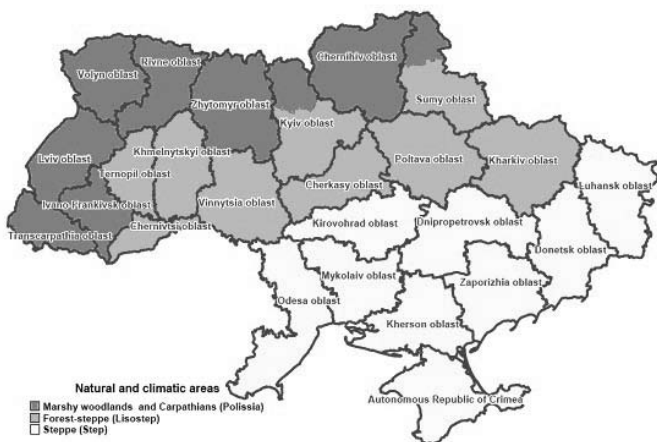 Chernihiv oblast
Rivne oblast
Volyn oblast
Zhytomyr oblast
Sumy oblast
Kyiv oblast
Khmelnytskyi oblast
Lviv oblast
Poltava oblast
Kharkiv oblast
Ternopil oblast
Luhansk oblast
Cherkasy oblast
Ivano-Frankivsk oblast
Vinnytsia oblast
Kirovohrad oblast
Dnipropetrovsk oblast
Chernivtsi oblast
Transcarpathia oblast
Donetsk oblast
Mykolaiv oblast
Zaporizhia oblast
Odesa oblast
Kherson oblast
Natural and climatic areas
Autonomous Republic of Crimea
Marshy woodlands and Carpathians (Polissia)
Forest-steppe (Lisostep)
Steppe (Step)